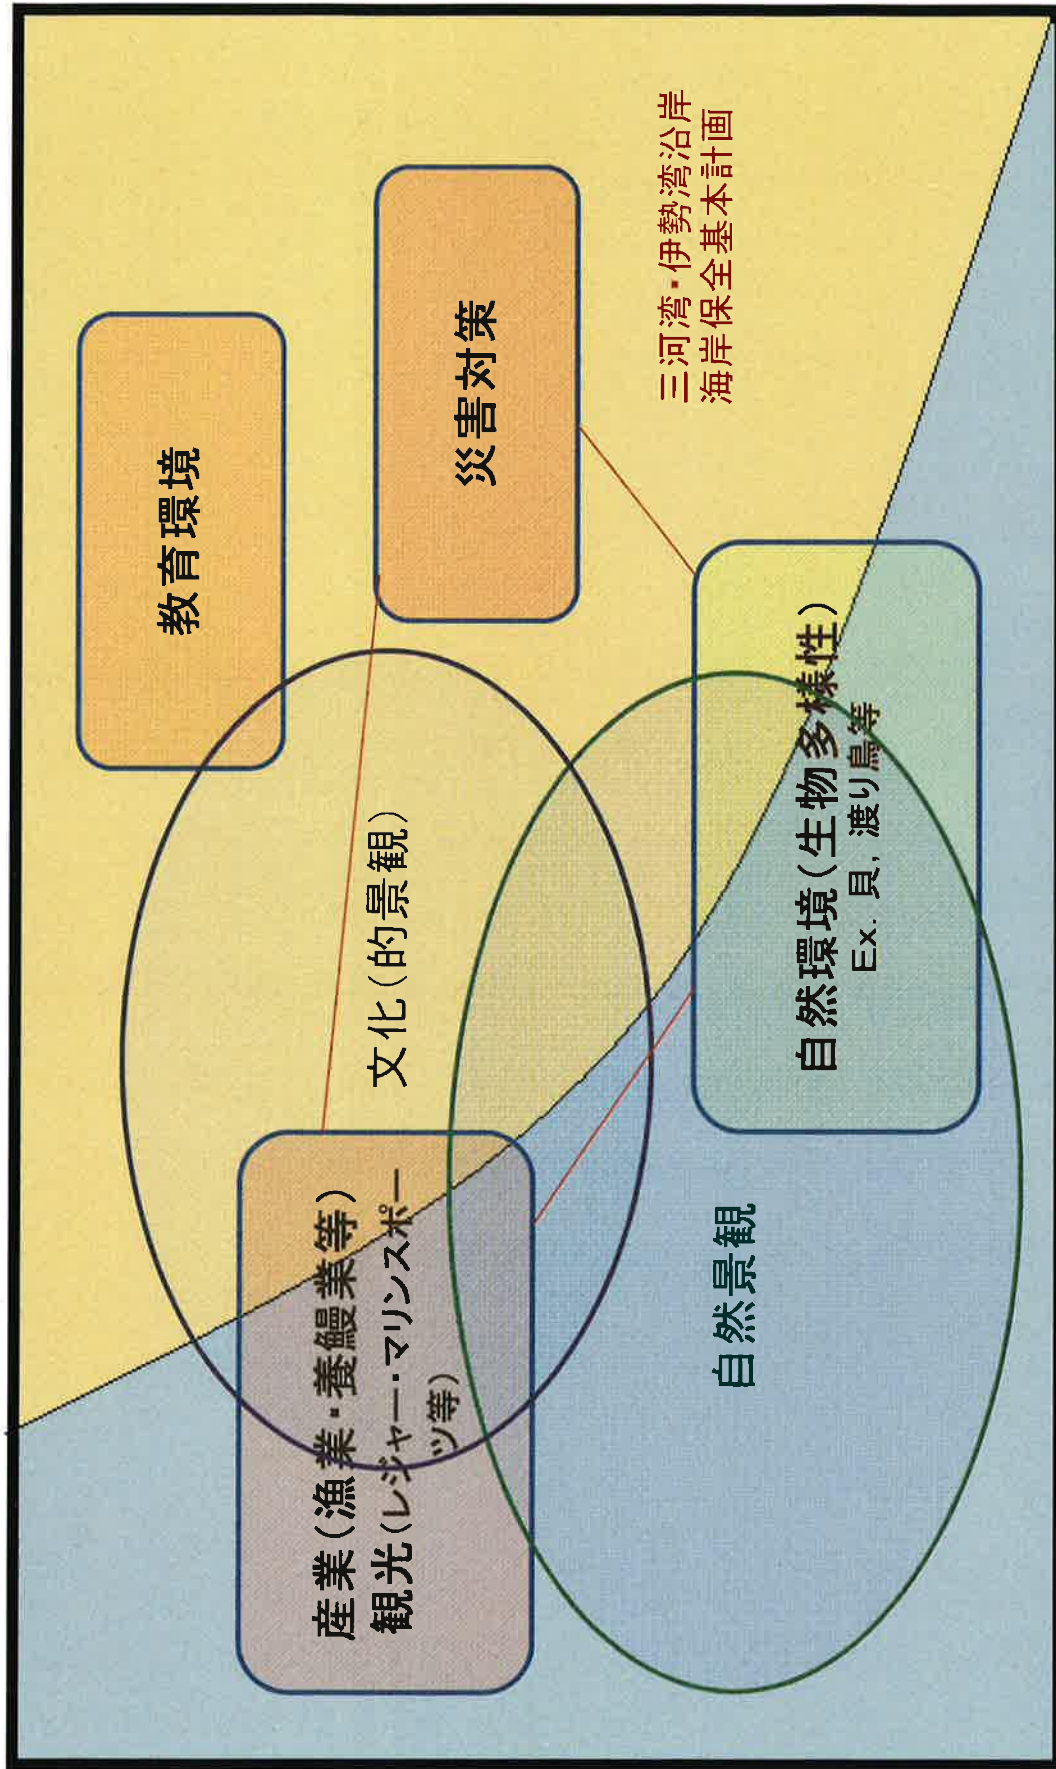 産業(漁業・養鰻業等)
観光(レジャー・マリンスポー
ツ等)
文化(的景観)
教育環境
災害対策
三河湾・伊勢湾沿岸
海岸保全基本計画
自然景観
自然環境(生物多様性)
Ex. 貝, 渡り鳥等